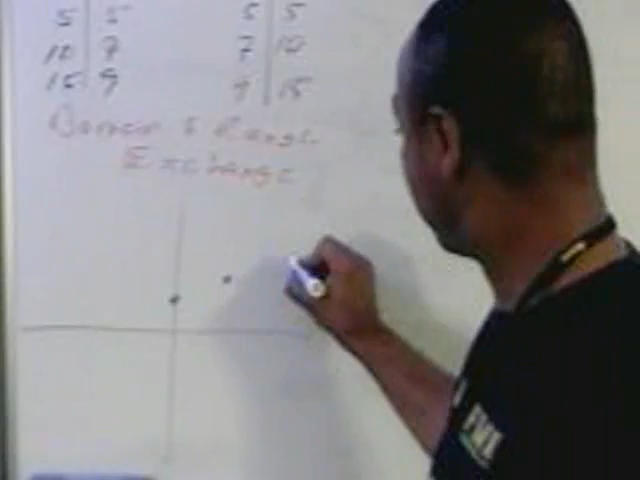 5 | 5 5 | 5
10 | 7 7 | 10
15 | 9 9 | 15
Domain & Range
Exchange